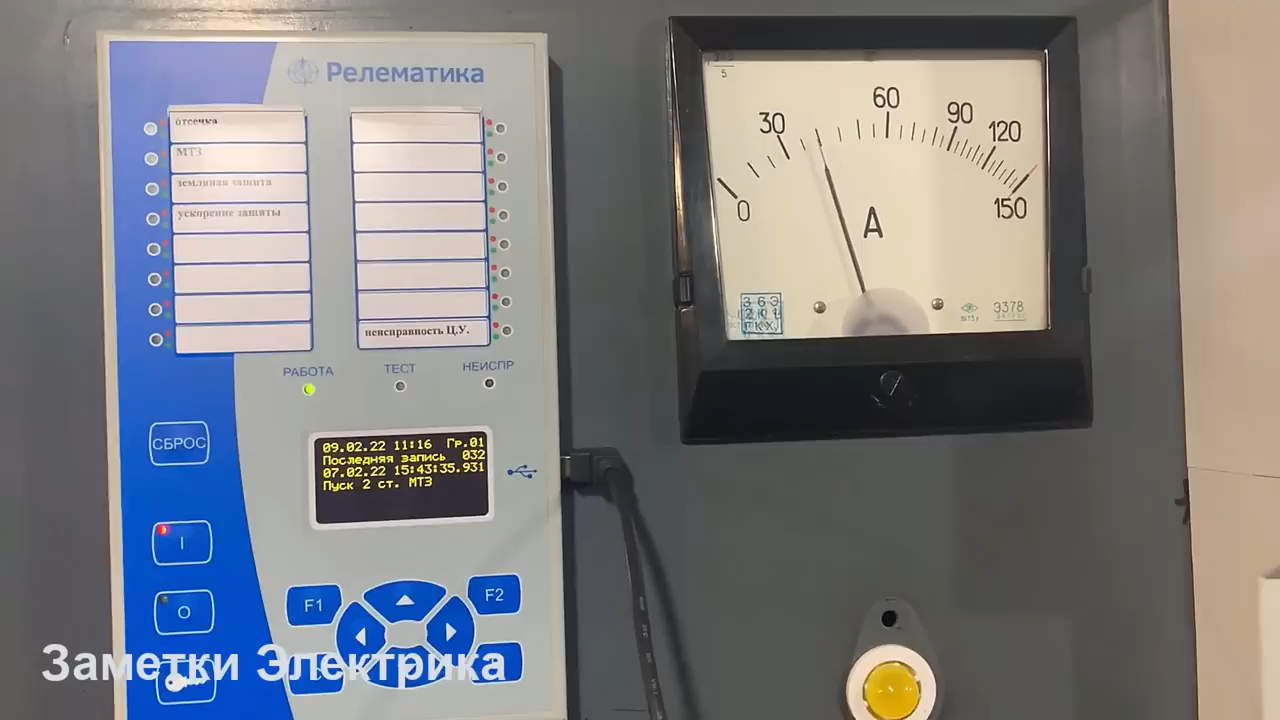 Релематика
отсечка
МТЗ
земляная защита
ускорение защиты
неисправность Ц.У.
РАБОТА ТЕСТ НЕИСПР
СБРОС
I
O
09.02.22 11:16 Гр.01
Последняя запись 032
07.02.22 15:43:35.931
Пуск 2 ст. МТЗ
F1 F2
5
0 30 60 90 120 150
А
Э378
Заметки Электрика